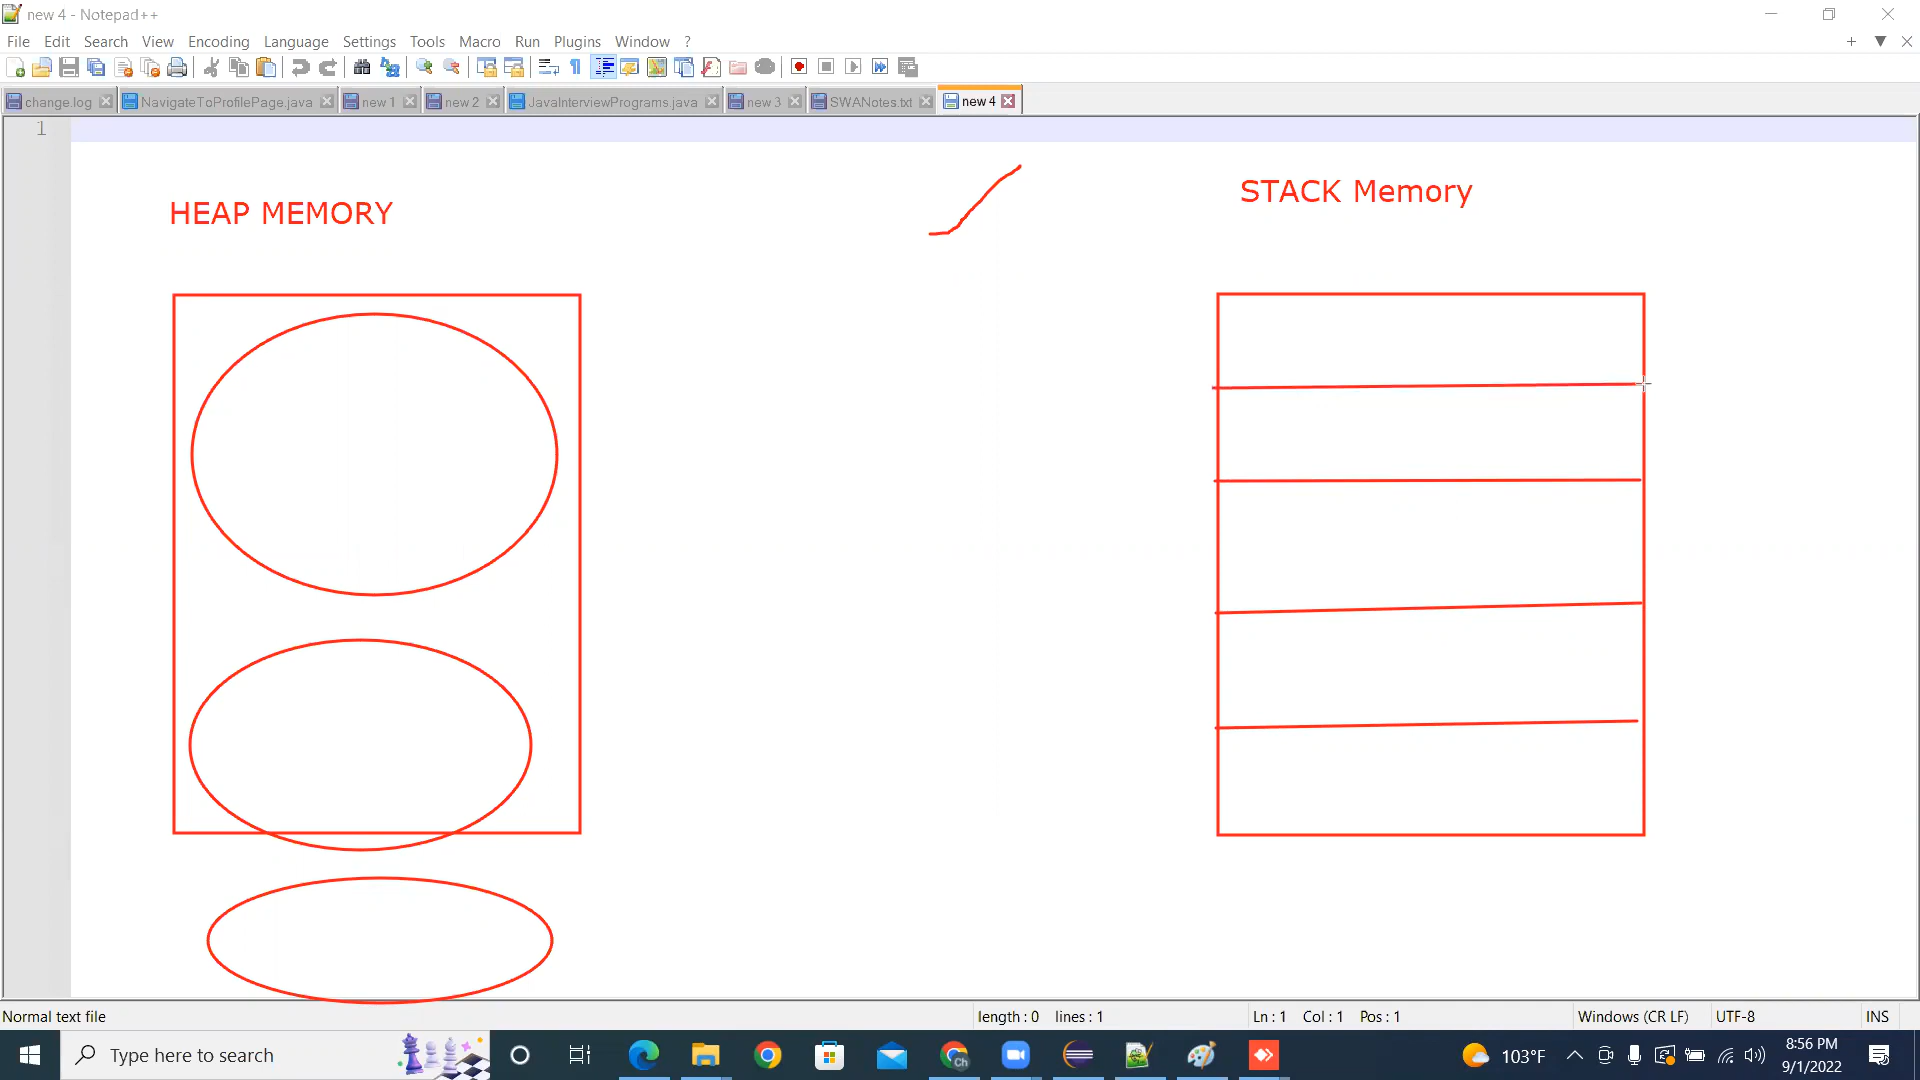 new 4 - Notepad++
File Edit Search View Encoding Language Settings Tools Macro Run Plugins Window ?
change.log NavigateToProfilePage.java new 1 new 2 JavaInterviewPrograms.java new 3 SWANotes.txt new 4
1
HEAP MEMORY
STACK Memory
Normal text file length : 0 lines : 1 Ln : 1 Col : 1 Pos : 1 Windows (CR LF) UTF-8 INS
Type here to search
Ch
103°F
8:56 PM
9/1/2022